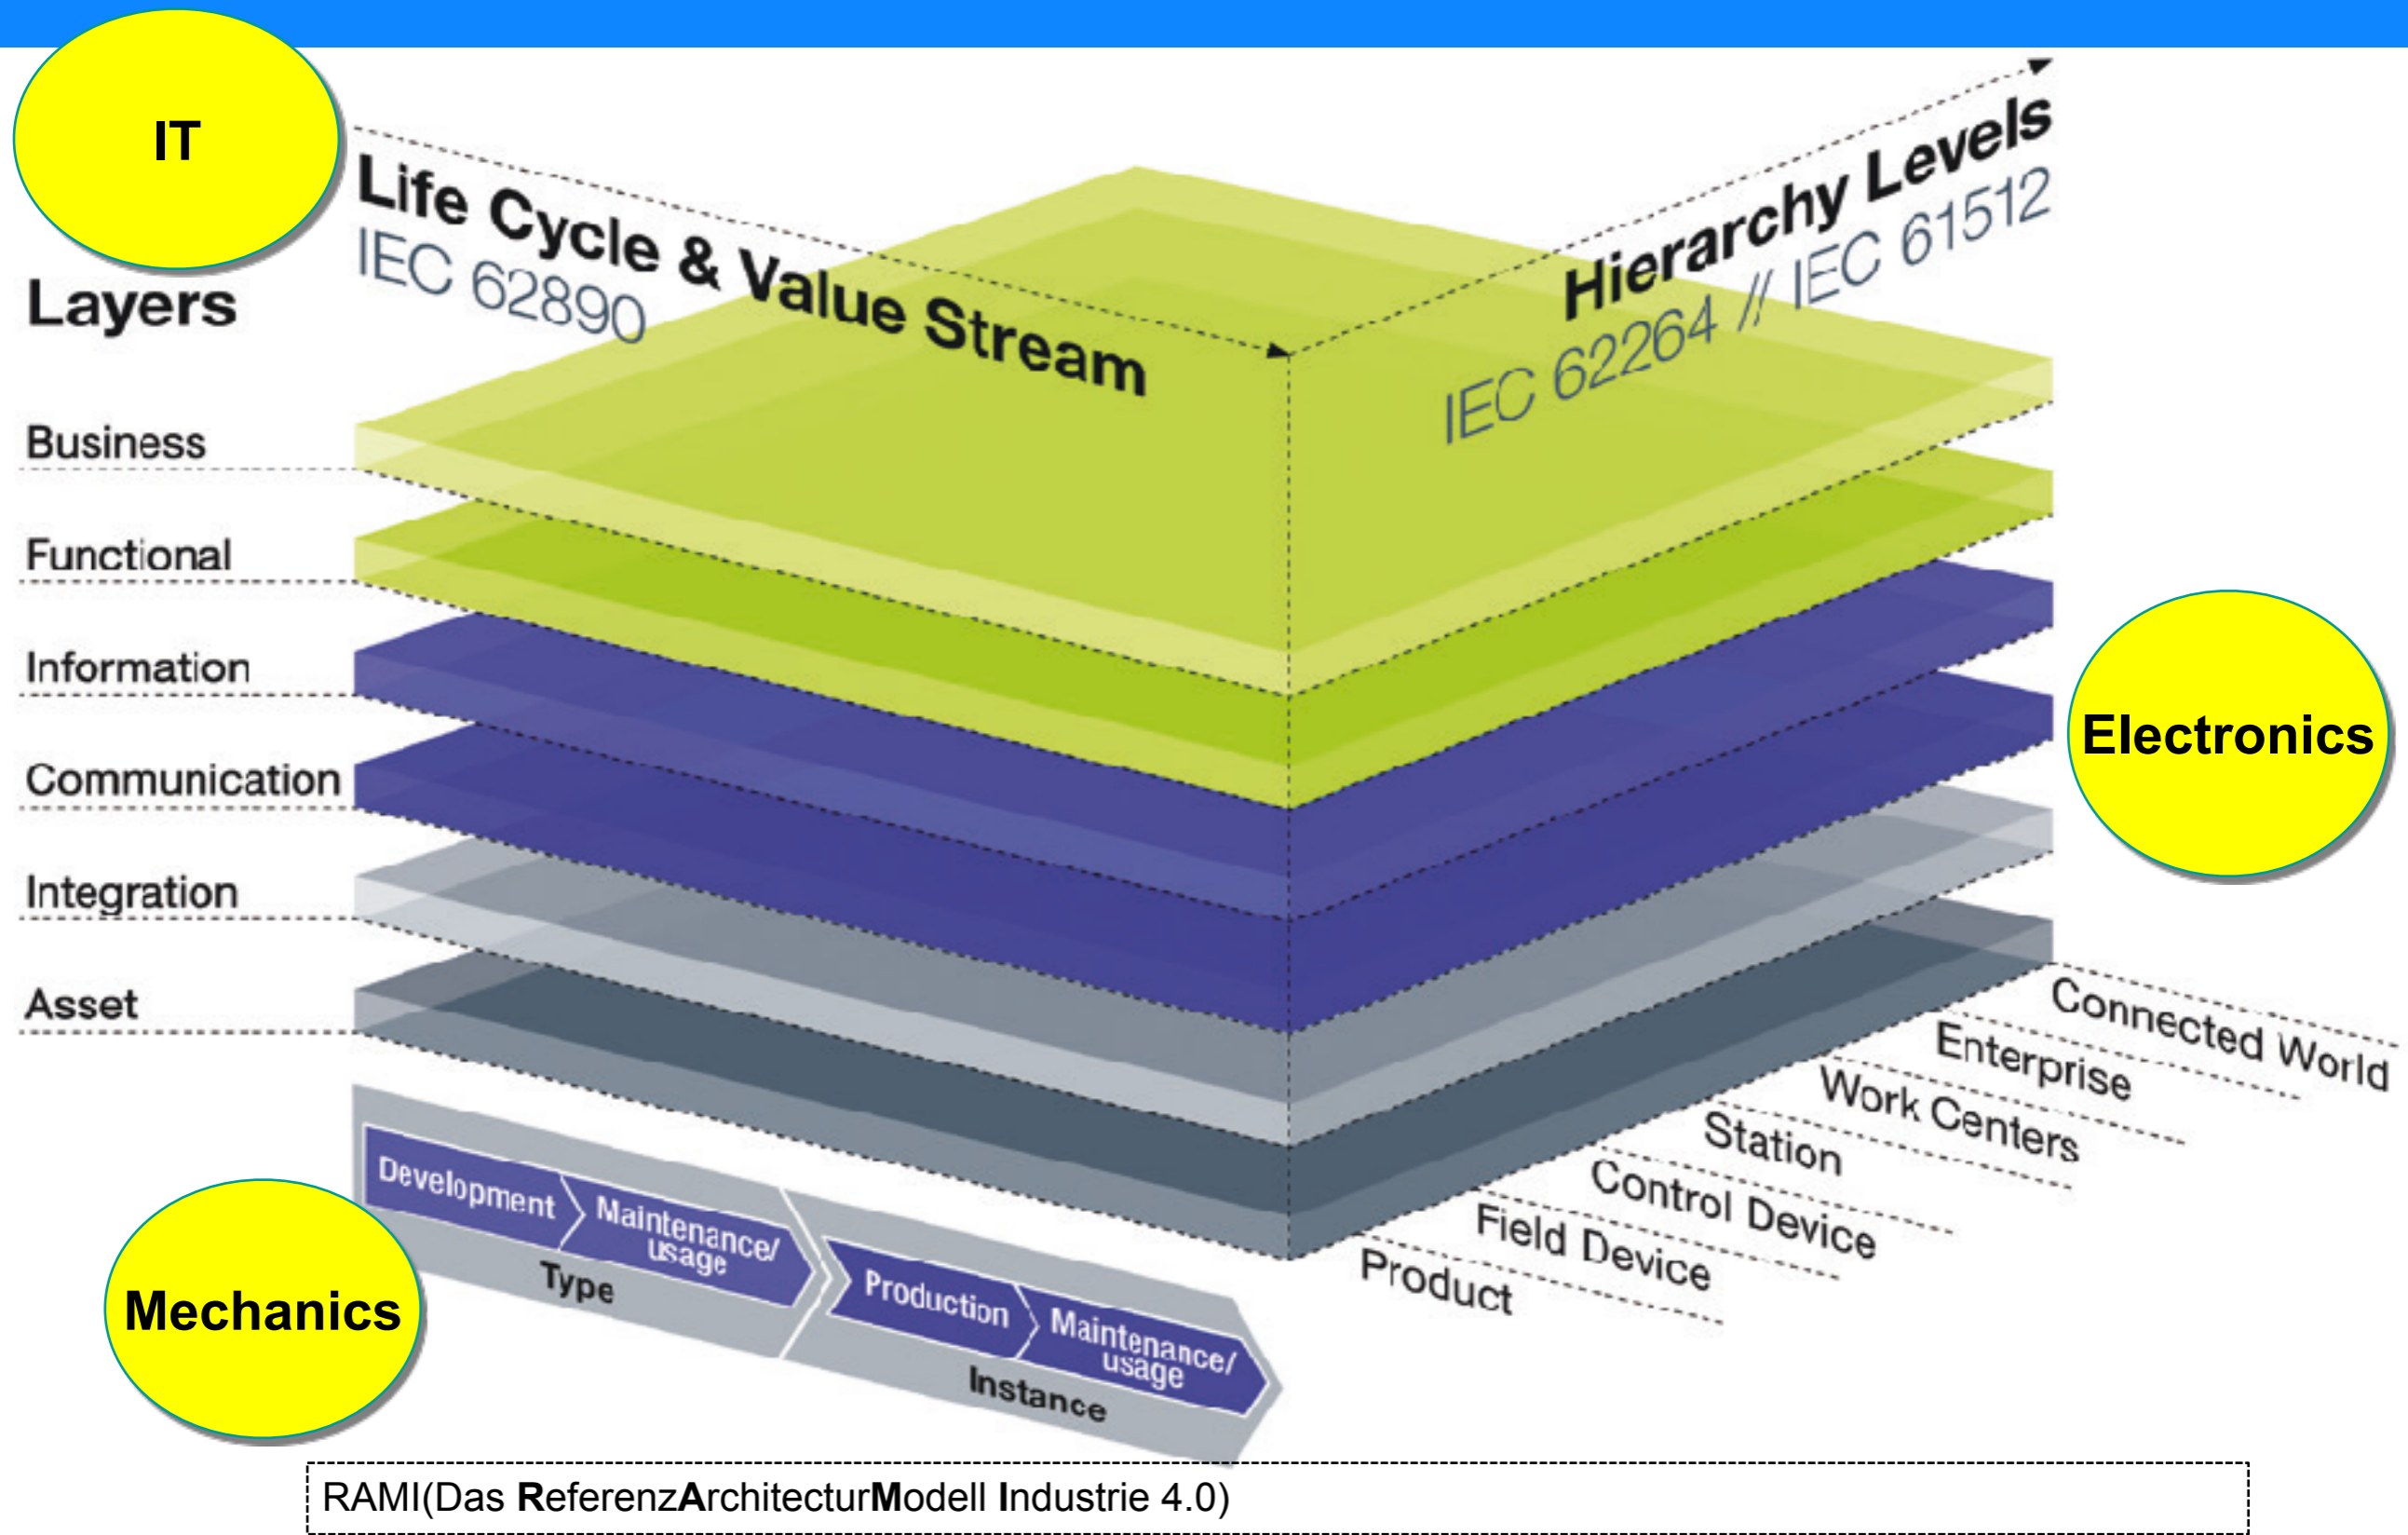 IT
Life Cycle & Value Stream
IEC 62890
Hierarchy Levels
IEC 62264 // IEC 61512
Layers
Business
Functional
Information
Communication
Integration
Asset
Electronics
Connected World
Enterprise
Work Centers
Station
Control Device
Field Device
Product
Development
Maintenance/
usage
Type
Production
Maintenance/
usage
Instance
Mechanics
RAMI(Das ReferenzArchitecturModell Industrie 4.0)